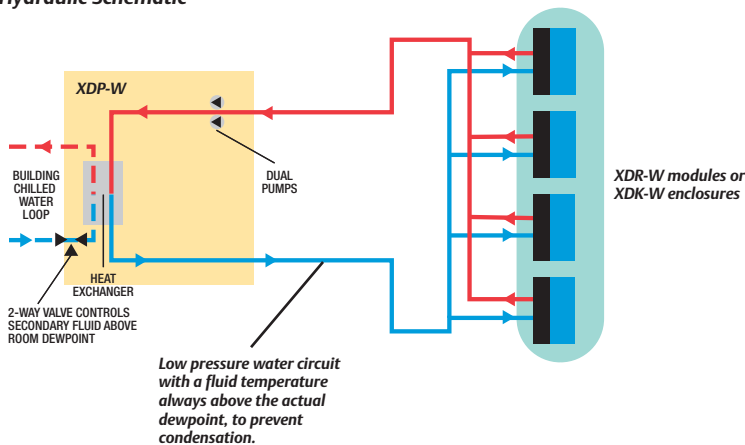 Hydraulic Schematic
XDP-W
BUILDING
CHILLED
WATER
LOOP
DUAL
PUMPS
XDR-W modules or
XDK-W enclosures
HEAT
EXCHANGER
2-WAY VALVE CONTROLS
SECONDARY FLUID ABOVE
ROOM DEWPOINT
Low pressure water circuit
with a fluid temperature
always above the actual
dewpoint, to prevent
condensation.